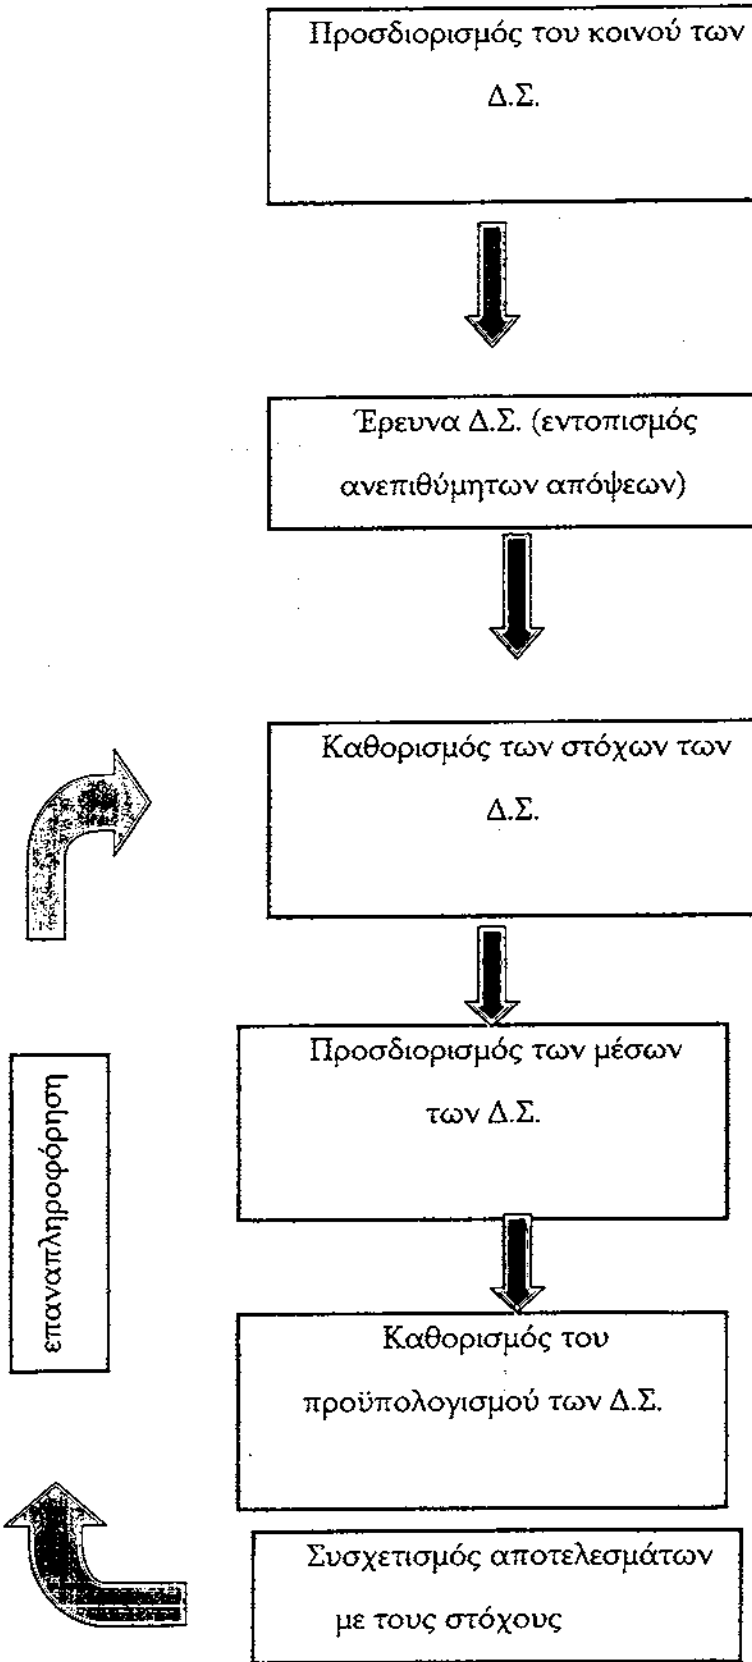 Προσδιορισμός του κοινού των
Δ.Σ.
Έρευνα Δ.Σ. (εντοπισμός
ανεπιθύμητων απόψεων)
Καθορισμός των στόχων των
Δ.Σ.
Προσδιορισμός των μέσων
των Δ.Σ.
επαναπληροφόρηση
Καθορισμός του
προϋπολογισμού των Δ.Σ.
Συσχετισμός αποτελεσμάτων
με τους στόχους